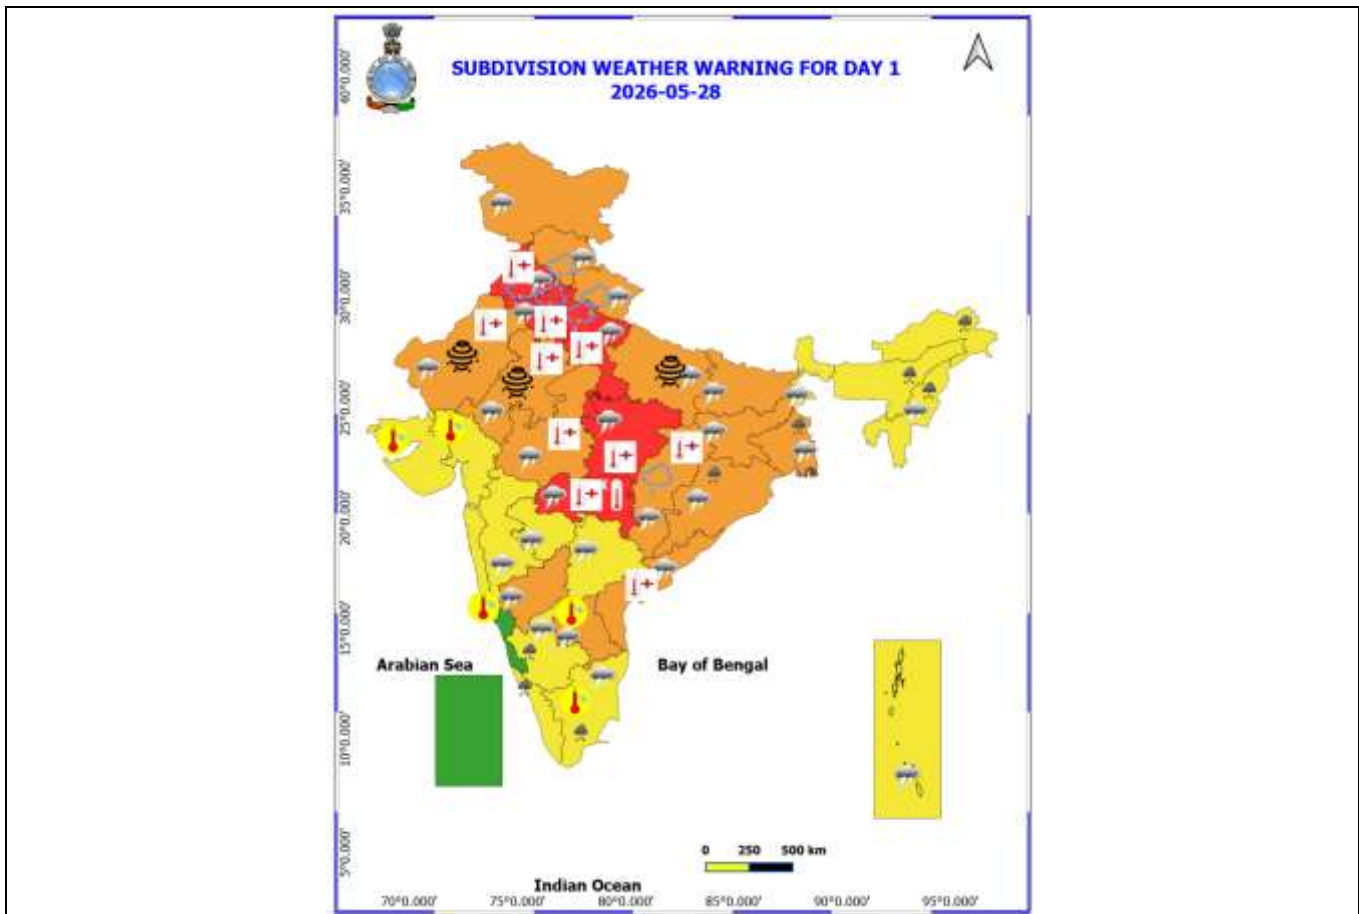 SUBDIVISION WEATHER WARNING FOR DAY 1
2026-05-28
40°0.000'
35°0.000'
30°0.000'
25°0.000'
20°0.000'
15°0.000'
Arabian Sea
Bay of Bengal
10°0.000'
5°0.000'
0 250 500 km
Indian Ocean
70°0.000' 75°0.000' 80°0.000' 85°0.000' 90°0.000' 95°0.000'